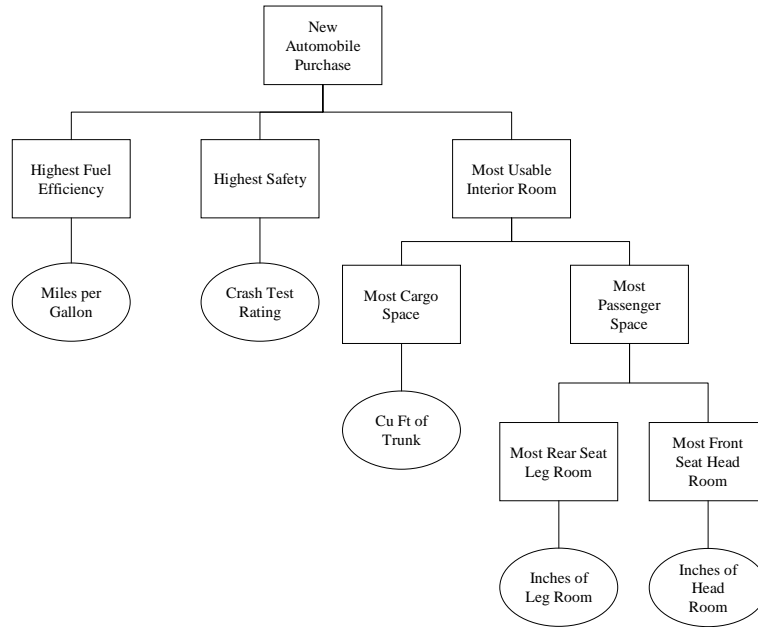 New
Automobile
Purchase
Highest Fuel
Efficiency
Highest Safety
Most Usable
Interior Room
Miles per
Gallon
Crash Test
Rating
Most Cargo
Space
Most
Passenger
Space
Cu Ft of
Trunk
Most Rear Seat
Leg Room
Most Front
Seat Head
Room
Inches of
Leg Room
Inches of
Head
Room